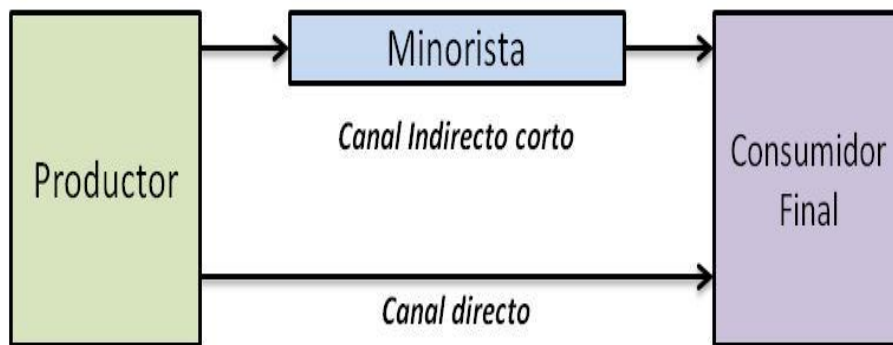 Minorista
Canal Indirecto corto
Productor
Consumidor
Final
Canal directo